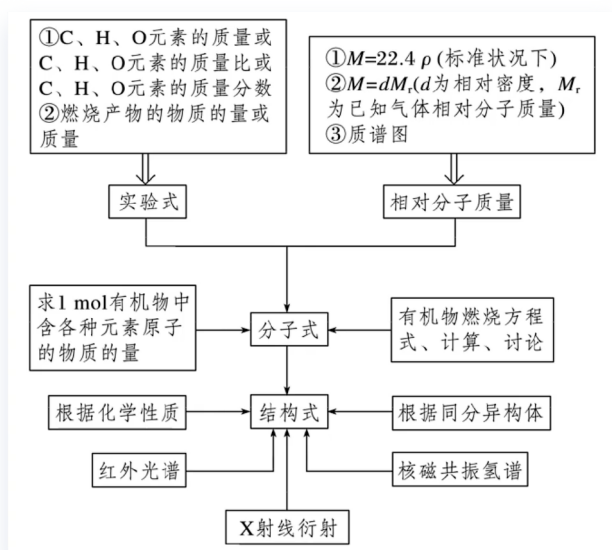 ①C、H、O元素的质量或
C、H、O元素的质量比或
C、H、O元素的质量分数
②燃烧产物的物质的量或
质量
①M=22.4 ρ (标准状况下)
②M=dMr(d为相对密度，Mr
为已知气体相对分子质量)
③质谱图
实验式
相对分子质量
求1 mol有机物中
含各种元素原子
的物质的量
分子式
有机物燃烧方程
式、计算、讨论
根据化学性质
结构式
根据同分异构体
红外光谱
核磁共振氢谱
X射线衍射